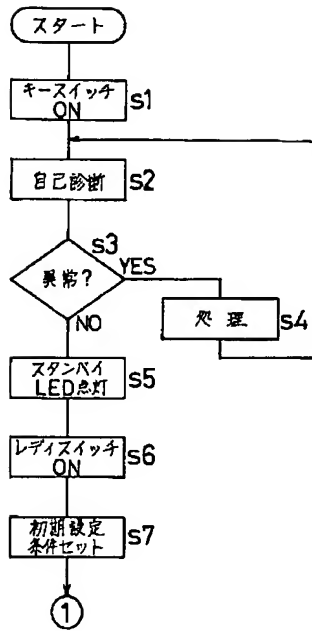 スタート
キースイッチ
ON
S1
自己診断
S2
S3
異常?
YES
処理
S4
NO
スタンバイ
LED点灯
S5
レディスイッチ
ON
S6
初期設定
条件セット
S7
1